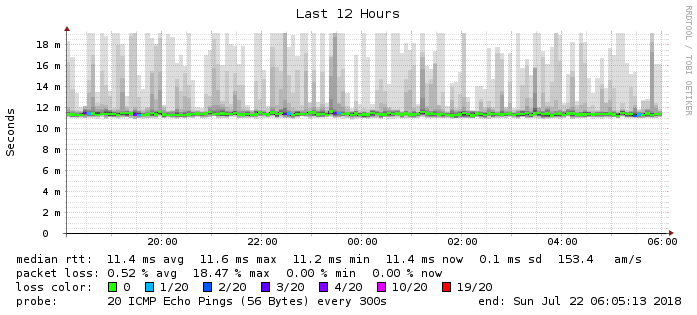 Last 12 Hours
RRDTOOL / TOBI OETIKER
Seconds
18 m
16 m
14 m
12 m
10 m
8 m
6 m
4 m
2 m
0
20:00 22:00 00:00 02:00 04:00 06:00
median rtt: 11.4 ms avg 11.6 ms max 11.2 ms min 11.4 ms now 0.1 ms sd 153.4 am/s
packet loss: 0.52 % avg 18.47 % max 0.00 % min 0.00 % now
loss color: 0 1/20 2/20 3/20 4/20 10/20 19/20
probe: 20 ICMP Echo Pings (56 Bytes) every 300s end: Sun Jul 22 06:05:13 2018